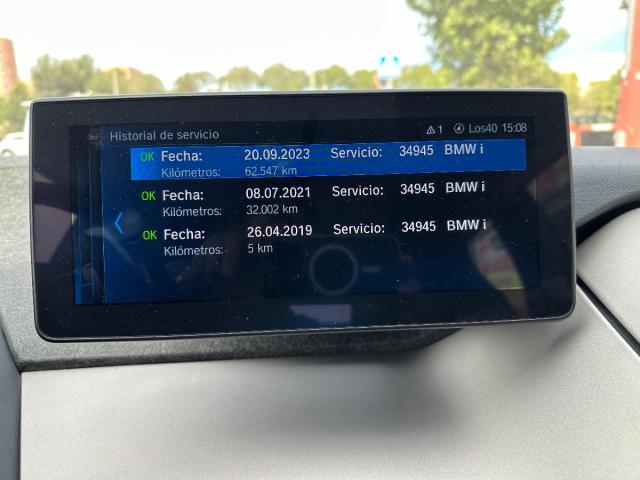 Historial de servicio 1 Los40 15:08
OK Fecha: 20.09.2023 Servicio: 34945 BMW i
Kilómetros: 62.547 km
OK Fecha: 08.07.2021 Servicio: 34945 BMW i
Kilómetros: 32.002 km
OK Fecha: 26.04.2019 Servicio: 34945 BMW i
Kilómetros: 5 km